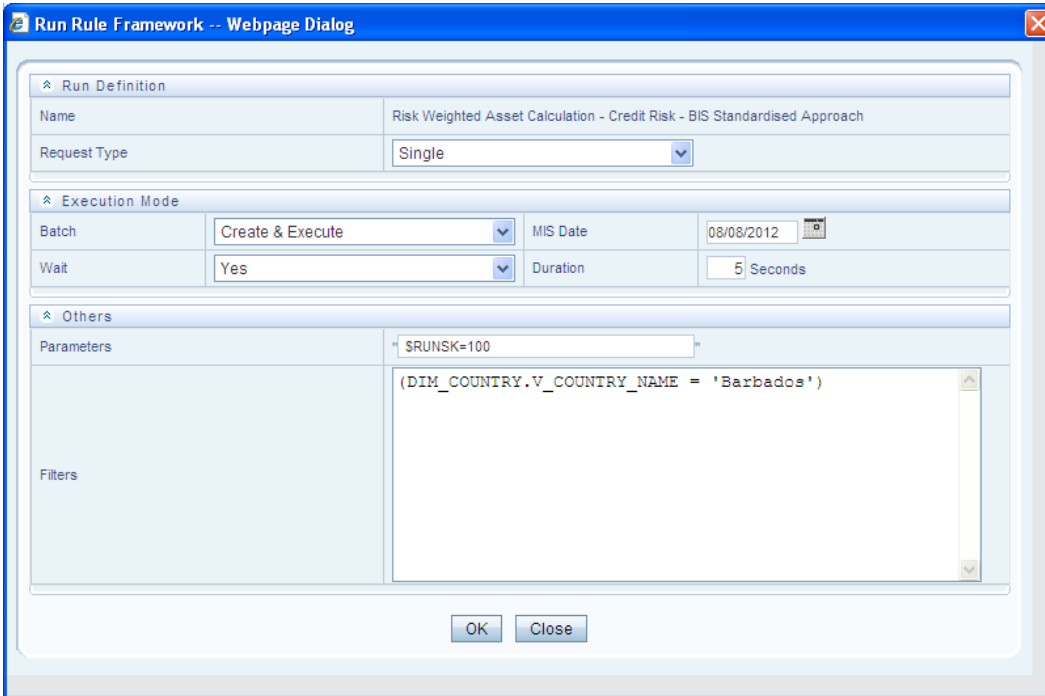 Run Rule Framework -- Webpage Dialog
Run Definition
Name Risk Weighted Asset Calculation - Credit Risk - BIS Standardised Approach
Request Type Single
Execution Mode
Batch Create & Execute MIS Date 08/08/2012
Wait Yes Duration 5 Seconds
Others
Parameters "$RUNSK=100"
(DIM_COUNTRY.V_COUNTRY_NAME = 'Barbados')
Filters
OK Close